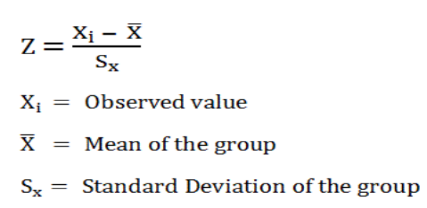 Z = (Xᵢ − X̄) / Sₓ
Xᵢ = Observed value
X̄ = Mean of the group
Sₓ = Standard Deviation of the group